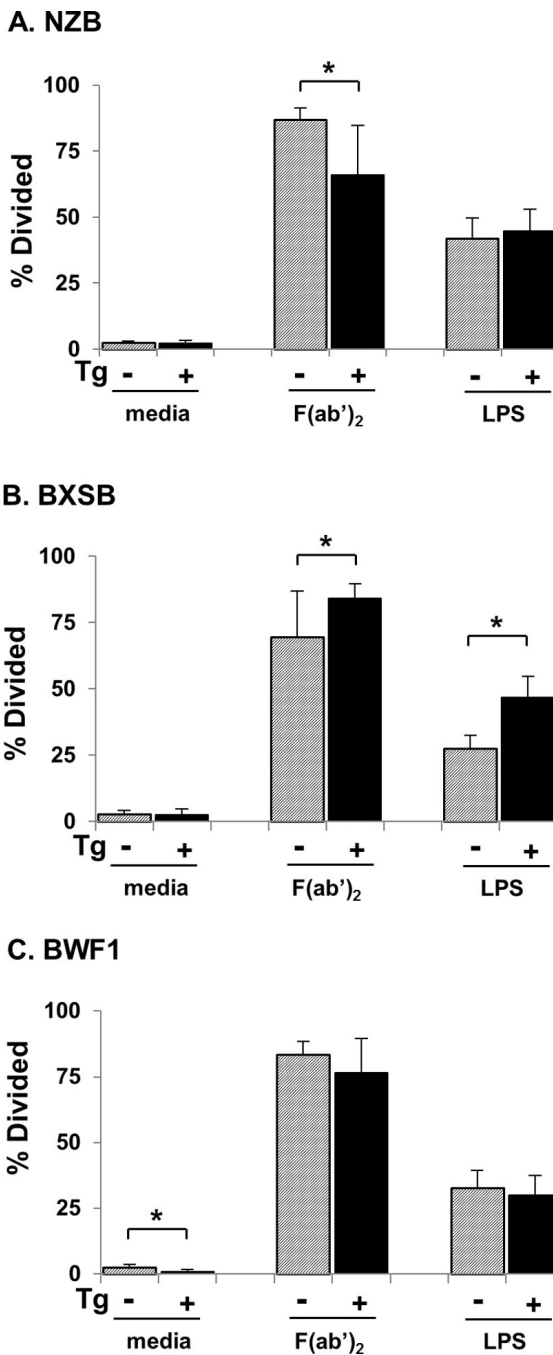 A. NZB
*
100
75
50
25
0
% Divided
Tg - + - + - +
media F(ab')₂ LPS
B. BXSB
*
*
100
75
50
25
0
% Divided
Tg - + - + - +
media F(ab')₂ LPS
C. BWF1
100
75
50
25
0
% Divided
*
Tg - + - + - +
media F(ab')₂ LPS